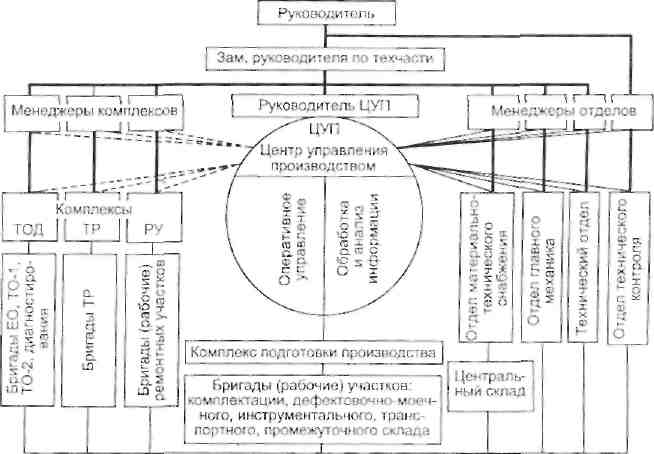 Руководитель
Зам. руководителя по техчасти
Менеджеры комплексов
Руководитель ЦУП
Менеджеры отделов
ЦУП
Центр управления
производством
Оперативное
управление
Обработка
и анализ
информации
Комплексы
ТОД
ТР
РУ
Бригады ЕО, ТО-1,
ТО-2, диагностиро-
вания
Бригады ТР
Бригады (рабочие)
ремонтных участков
Отдел материально-
технического
снабжения
Отдел главного
механика
Технический отдел
Отдел технического
контроля
Комплекс подготовки производства
Бригады (рабочие) участков:
комплектации, дефектовочно-моеч-
ного, инструментального, транс-
портного, промежуточного склада
Централь-
ный склад